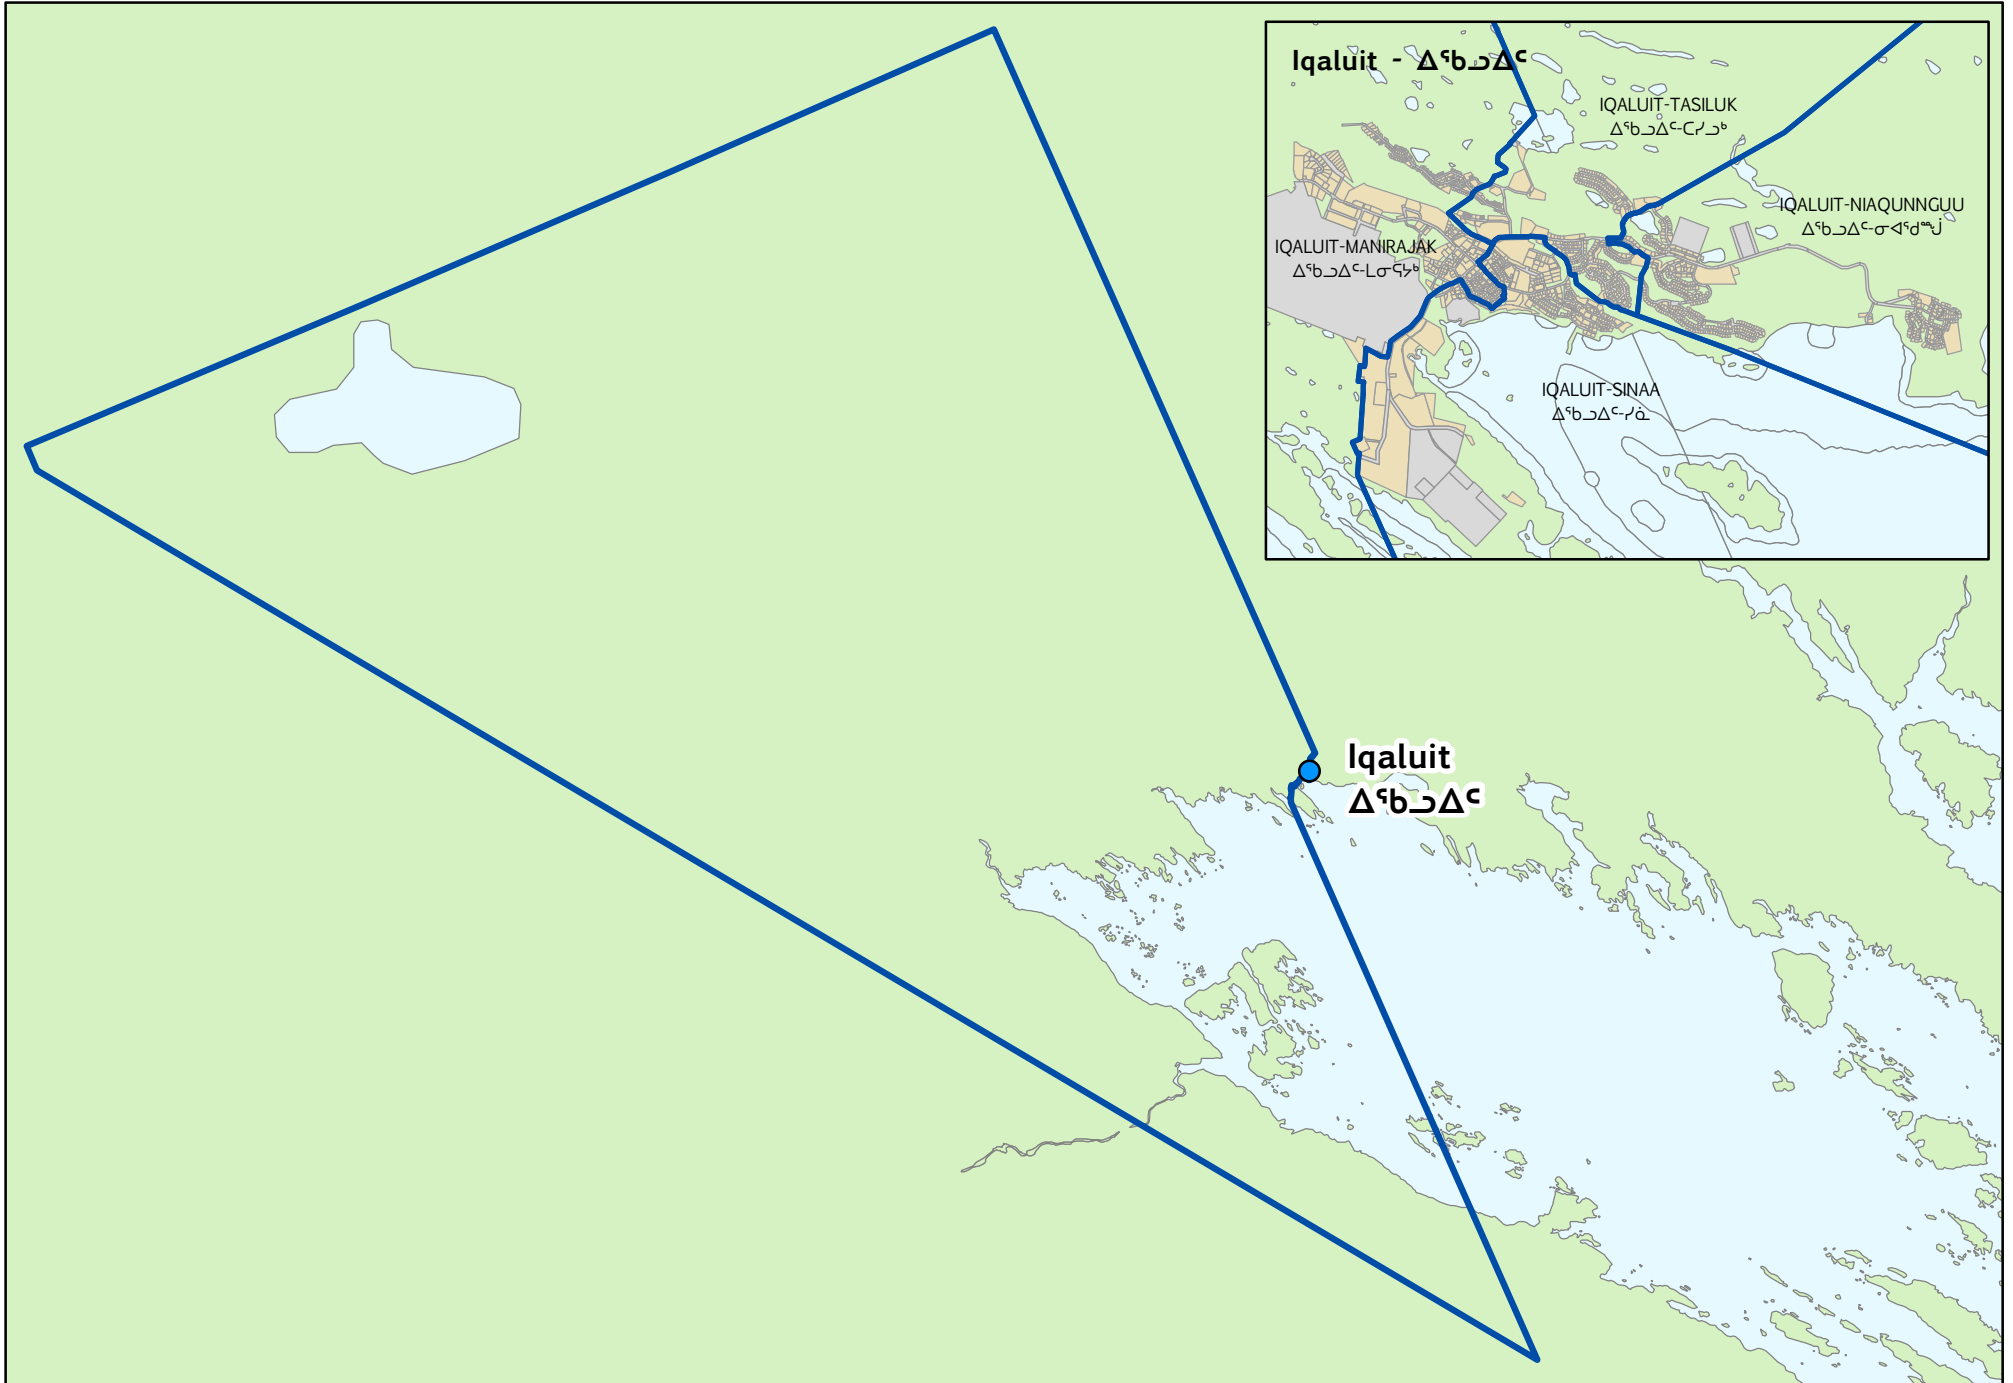 Iqaluit - ᐃᖃᓗᐃᑦ
IQALUIT-TASILUK
ᐃᖃᓗᐃᑦ-ᑕᓯᓗᒃ
IQALUIT-NIAQUNNGUU
ᐃᖃᓗᐃᑦ-ᓂᐊᖁᙴ
IQALUIT-MANIRAJAK
ᐃᖃᓗᐃᑦ-ᒪᓂᕋᔭᒃ
IQALUIT-SINAA
ᐃᖃᓗᐃᑦ-ᓯᓈ
Iqaluit
ᐃᖃᓗᐃᑦ